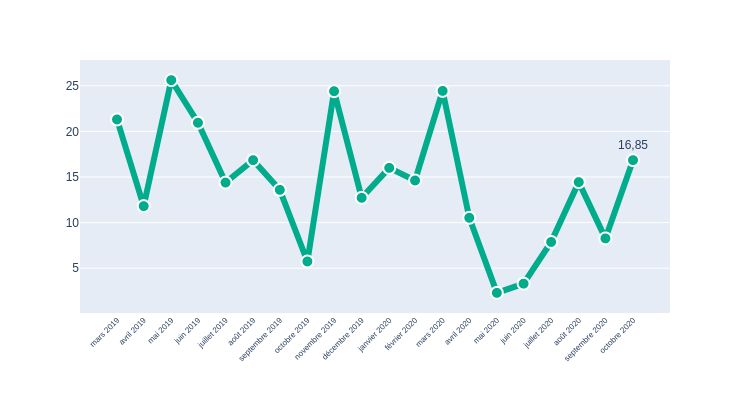 25
20
15
10
5
16,85
mars 2019
avril 2019
mai 2019
juin 2019
juillet 2019
août 2019
septembre 2019
octobre 2019
novembre 2019
décembre 2019
janvier 2020
février 2020
mars 2020
avril 2020
mai 2020
juin 2020
juillet 2020
août 2020
septembre 2020
octobre 2020